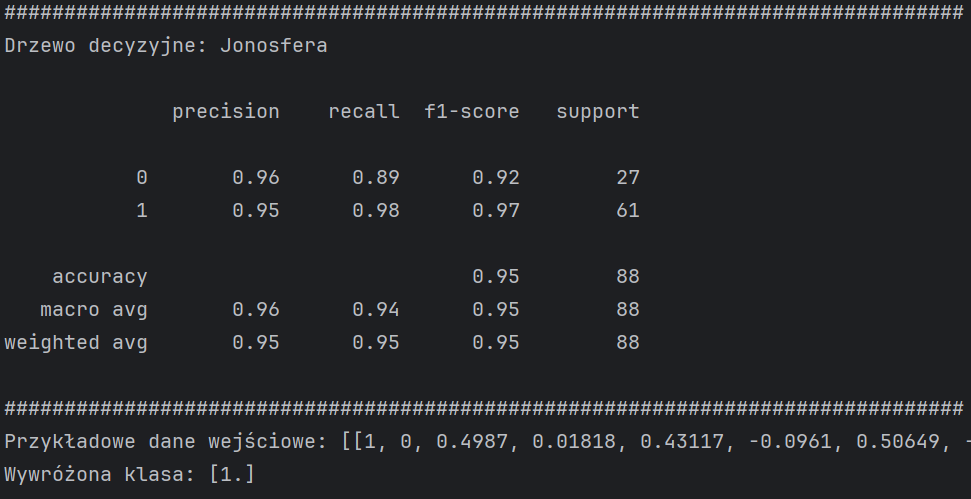 ################################################################################
Drzewo decyzyjne: Jonosfera
precision recall f1-score support
0 0.96 0.89 0.92 27
1 0.95 0.98 0.97 61
accuracy 0.95 88
macro avg 0.96 0.94 0.95 88
weighted avg 0.95 0.95 0.95 88
################################################################################
Przykładowe dane wejściowe: [[1, 0, 0.4987, 0.01818, 0.43117, -0.0961, 0.50649, -
Wywróżona klasa: [1.]